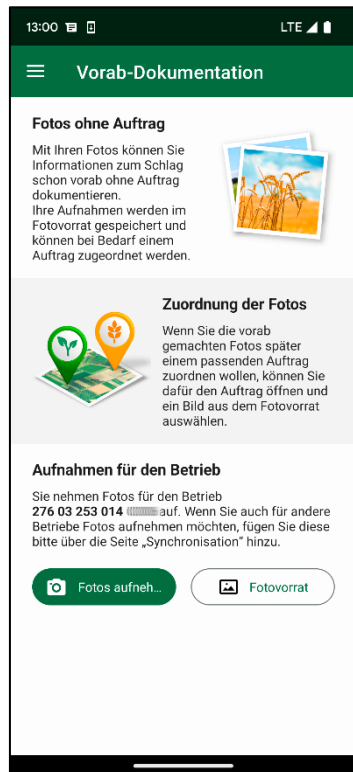 13:00
LTE
Vorab-Dokumentation
Fotos ohne Auftrag
Mit Ihren Fotos können Sie
Informationen zum Schlag
schon vorab ohne Auftrag
dokumentieren.
Ihre Aufnahmen werden im
Fotovorrat gespeichert und
können bei Bedarf einem
Auftrag zugeordnet werden.
Zuordnung der Fotos
Wenn Sie die vorab
gemachten Fotos später
einem passenden Auftrag
zuordnen wollen, können Sie
dafür den Auftrag öffnen und
ein Bild aus dem Fotovorrat
auswählen.
Aufnahmen für den Betrieb
Sie nehmen Fotos für den Betrieb
276 03 253 014 auf. Wenn Sie auch für andere
Betriebe Fotos aufnehmen möchten, fügen Sie diese
bitte über die Seite „Synchronisation" hinzu.
Fotos aufneh...
Fotovorrat